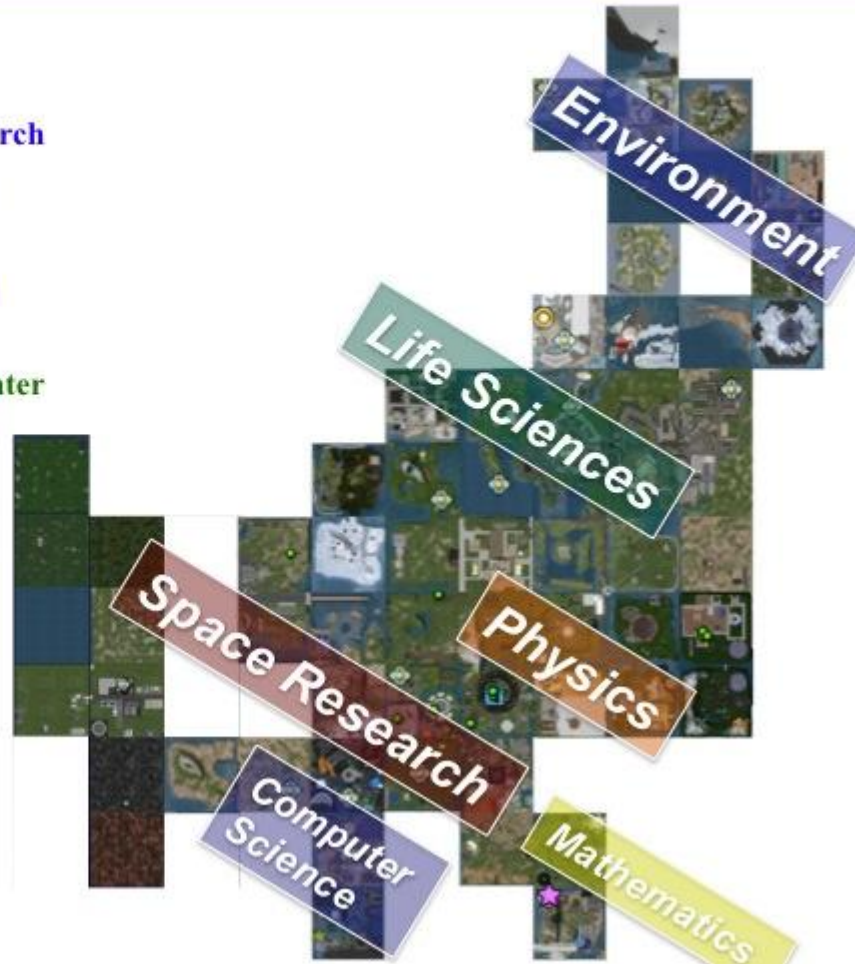 rch
Environment
Life Sciences
ter
Space Research
Physics
Computer
Science
Mathematics